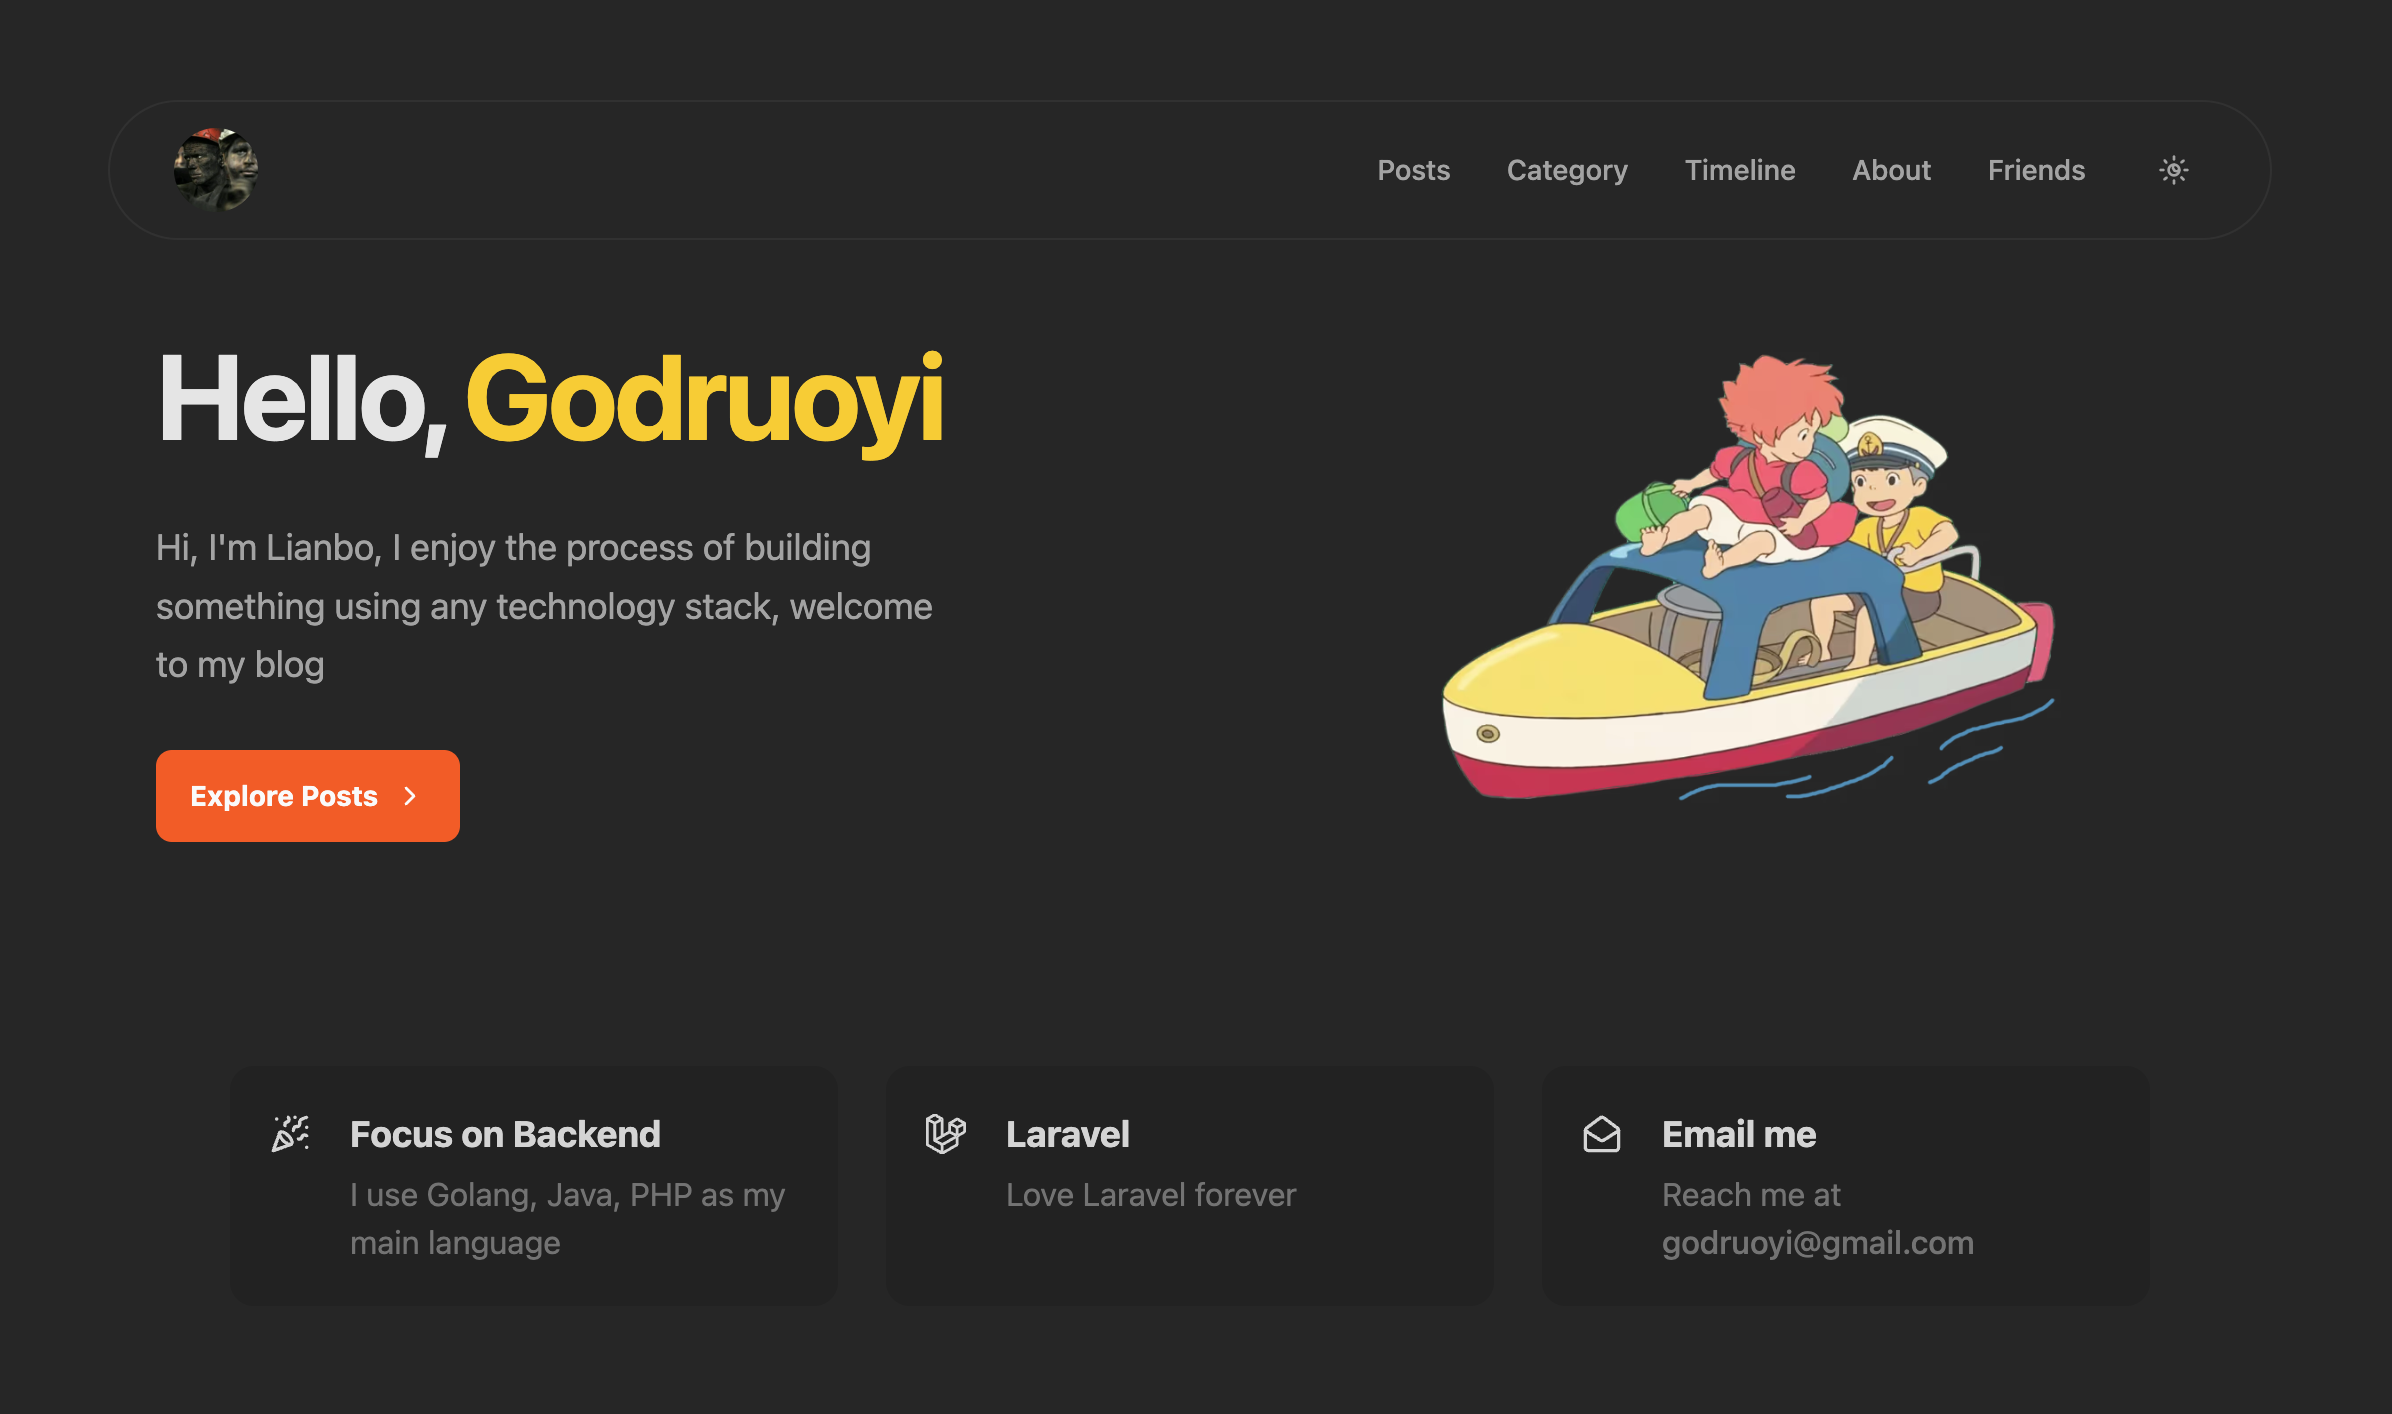 Posts Category Timeline About Friends
Hello, Godruoyi
Hi, I'm Lianbo, I enjoy the process of building
something using any technology stack, welcome
to my blog
Explore Posts
Focus on Backend
I use Golang, Java, PHP as my
main language
Laravel
Love Laravel forever
Email me
Reach me at
godruoyi@gmail.com